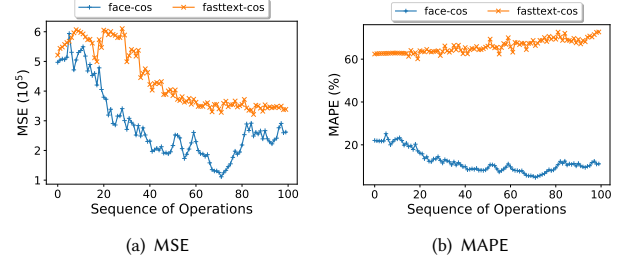 face-cos fasttext-cos
6
5
4
3
2
1
MSE (10⁵)
0 20 40 60 80 100
Sequence of Operations
(a) MSE
face-cos fasttext-cos
60
40
20
MAPE (%)
0 20 40 60 80 100
Sequence of Operations
(b) MAPE